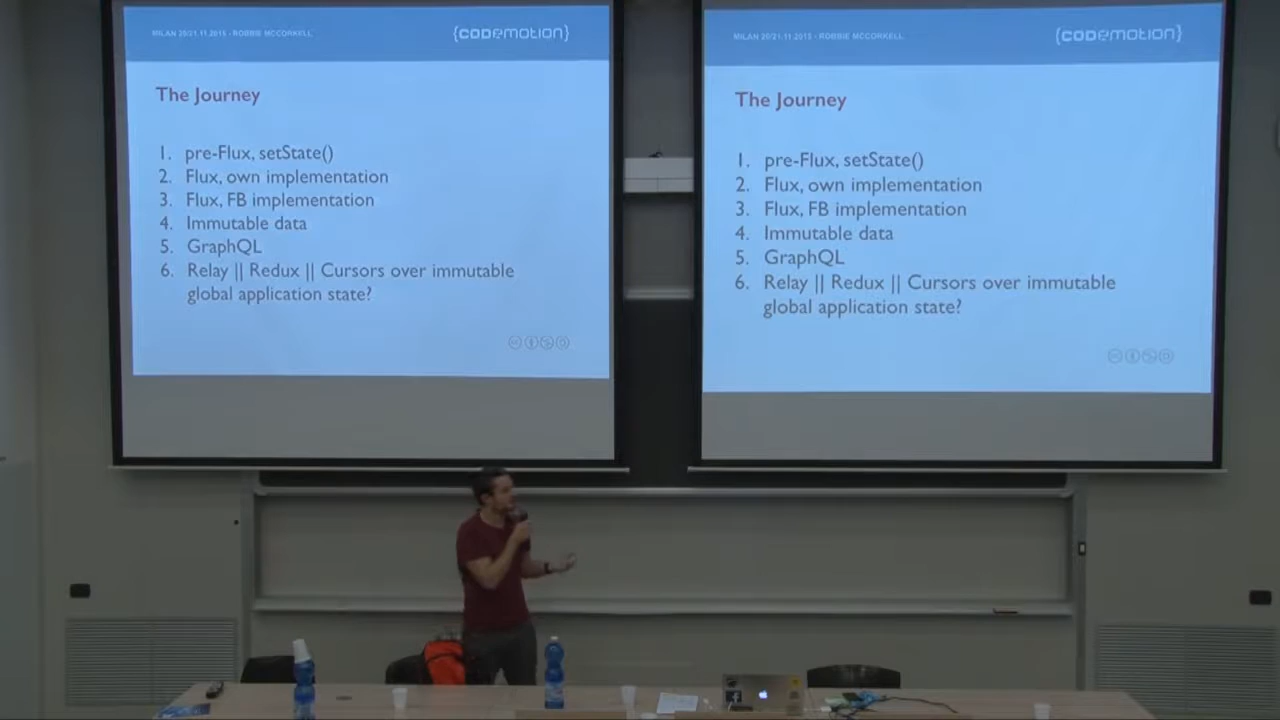 MILAN 20/21.11.2015 - ROBBIE MCCORKELL
{CODEMOTION}
The Journey
1. pre-Flux, setState()
2. Flux, own implementation
3. Flux, FB implementation
4. Immutable data
5. GraphQL
6. Relay || Redux || Cursors over immutable
global application state?
MILAN 20/21.11.2015 - ROBBIE MCCORKELL
{CODEMOTION}
The Journey
1. pre-Flux, setState()
2. Flux, own implementation
3. Flux, FB implementation
4. Immutable data
5. GraphQL
6. Relay || Redux || Cursors over immutable
global application state?